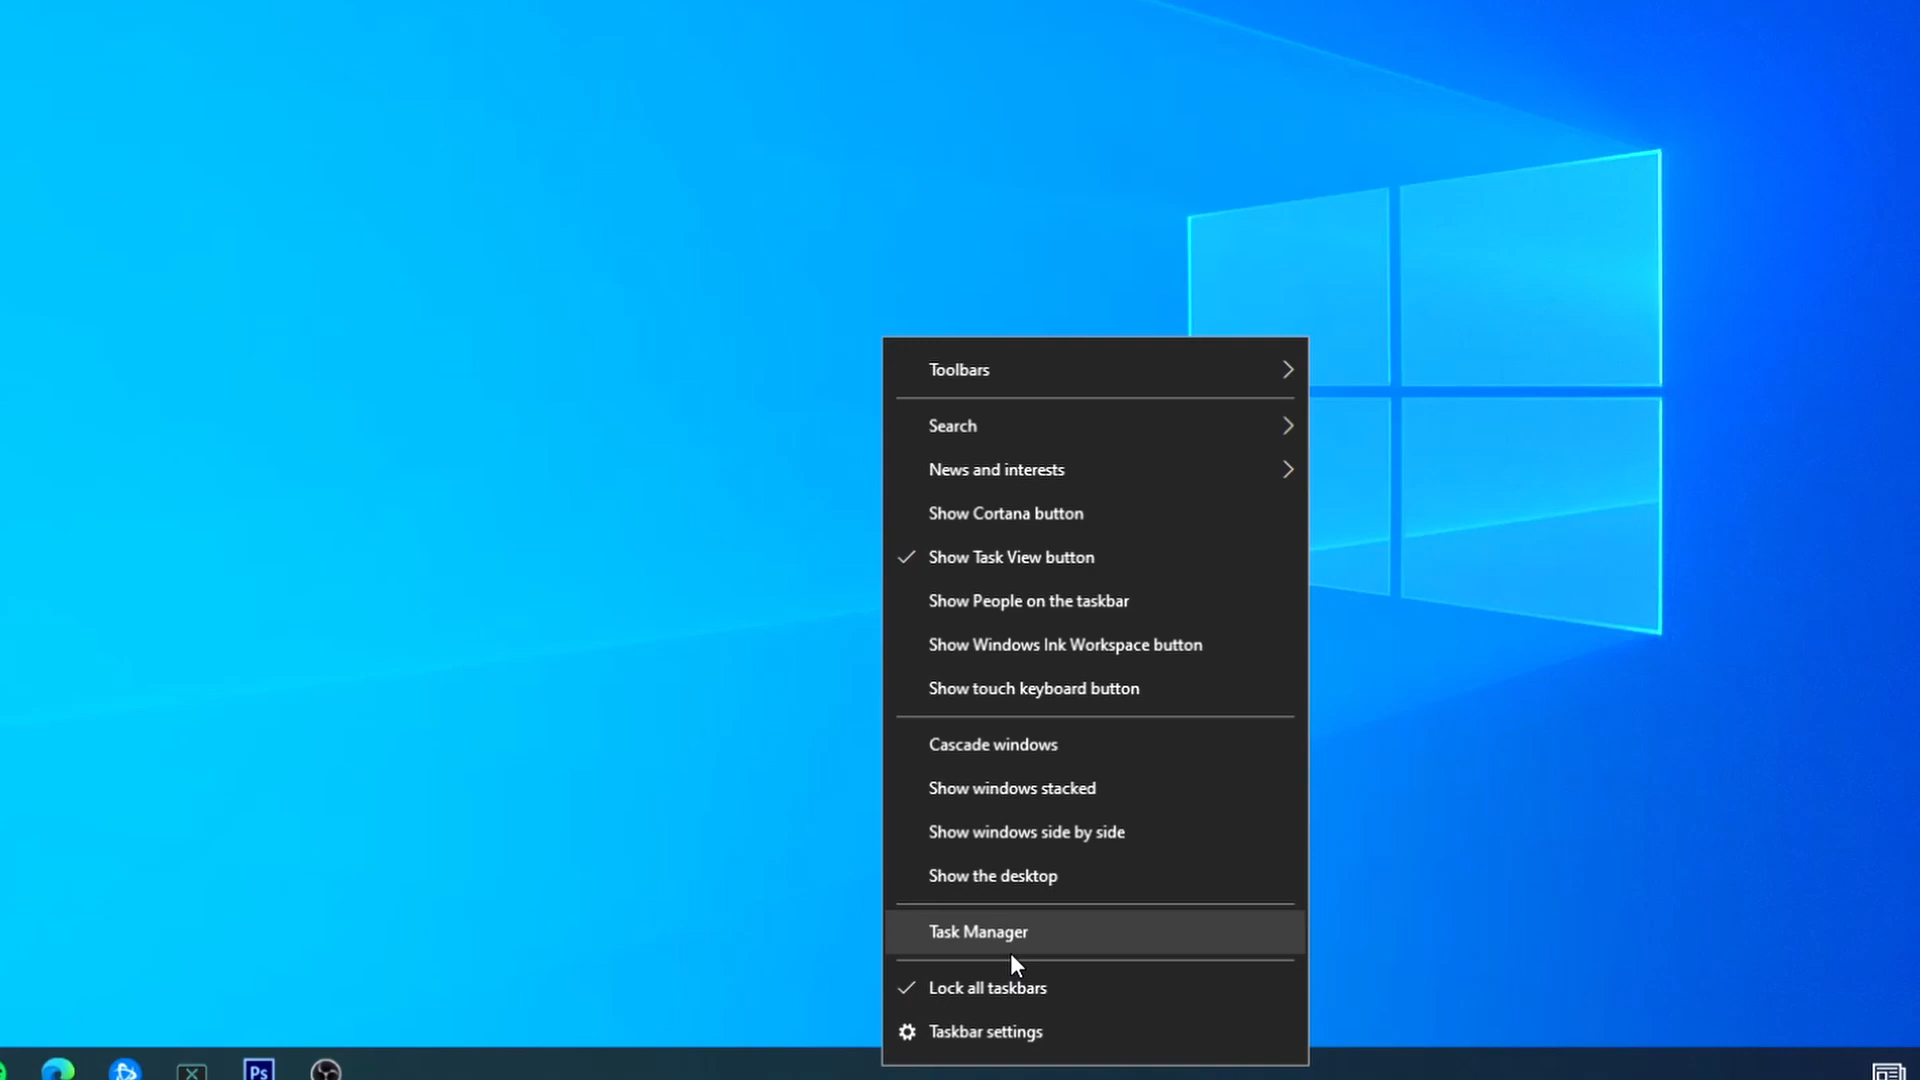 Toolbars
Search
News and interests
Show Cortana button
Show Task View button
Show People on the taskbar
Show Windows Ink Workspace button
Show touch keyboard button
Cascade windows
Show windows stacked
Show windows side by side
Show the desktop
Task Manager
Lock all taskbars
Taskbar settings
Ps